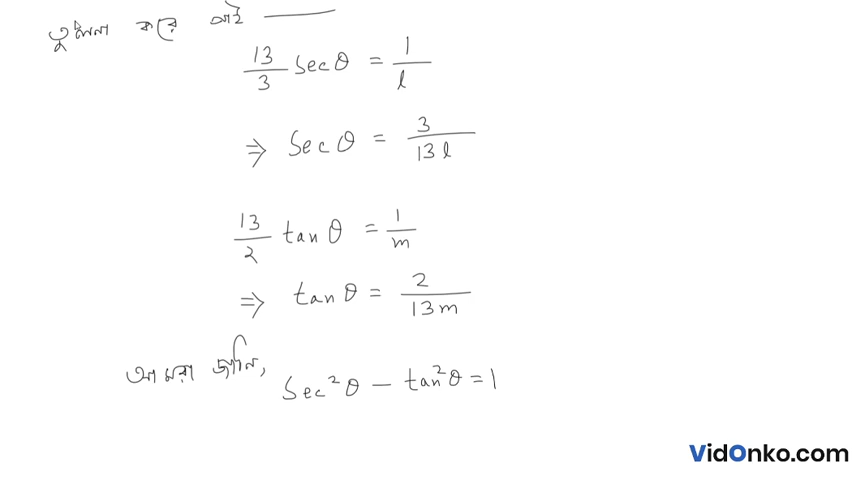 তুলনা করে পাই
13/3 secθ = 1/l
⇒ secθ = 3/13l
13/2 tanθ = 1/m
⇒ tanθ = 2/13m
আমরা জানি,
sec²θ − tan²θ = 1
VidOnko.com